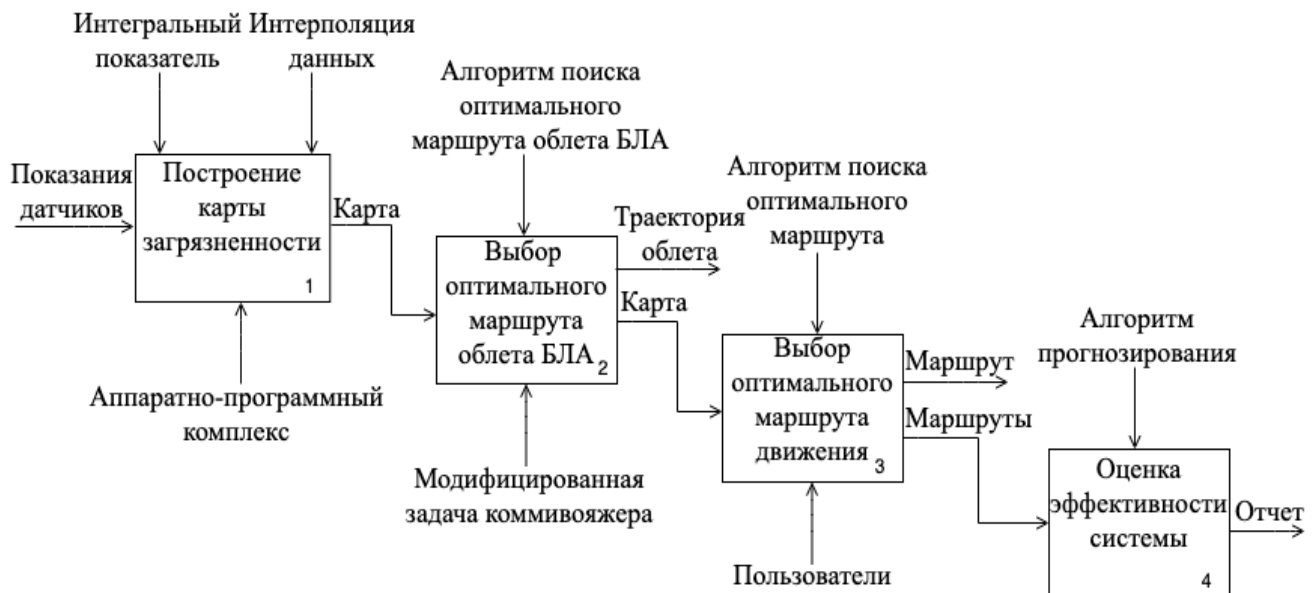 Интегральный
показатель
Интерполяция
данных
Алгоритм поиска
оптимального
маршрута облета БЛА
Алгоритм поиска
оптимального
маршрута
Алгоритм
прогнозирования
Показания
датчиков
Построение
карты
загрязненности
1
Карта
Аппаратно-программный
комплекс
Выбор
оптимального
маршрута
облета БЛА
2
Траектория
облета
Карта
Модифицированная
задача коммивояжера
Выбор
оптимального
маршрута
движения
3
Маршрут
Маршруты
Пользователи
Оценка
эффективности
системы
4
Отчет